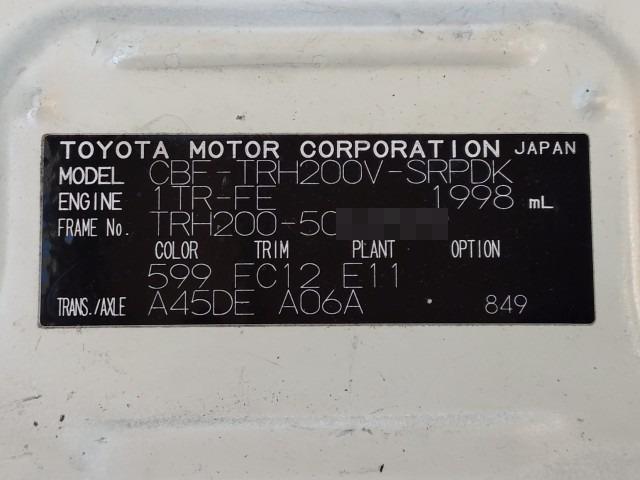 TOYOTA MOTOR CORPORATION JAPAN
MODEL CBF-TRH200V-SRPDK
ENGINE 1TR-FE 1998 mL
FRAME No. TRH200-50
COLOR TRIM PLANT OPTION
599 FC12 E11
TRANS./AXLE A45DE A06A 849